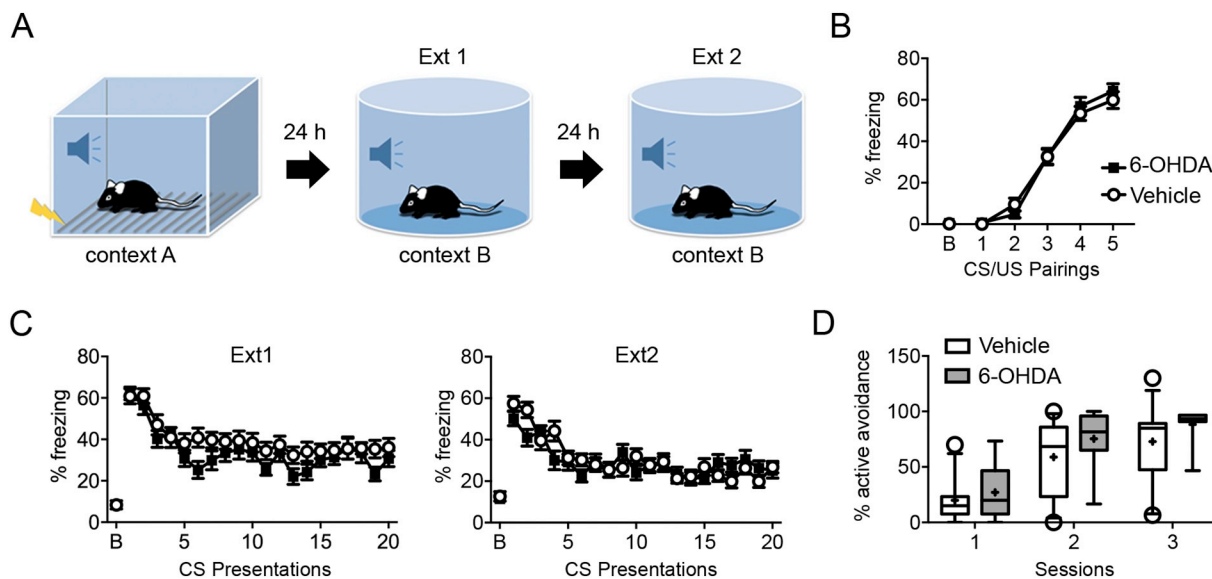 A
Ext 1
Ext 2
24 h
24 h
context A
context B
context B
B
% freezing
80
60
40
20
0
6-OHDA
Vehicle
B 1 2 3 4 5
CS/US Pairings
C
Ext1
% freezing
80
60
40
20
0
B 5 10 15 20
CS Presentations
Ext2
% freezing
80
60
40
20
0
B 5 10 15 20
CS Presentations
D
Vehicle
6-OHDA
% active avoidance
150
100
50
0
1 2 3
Sessions